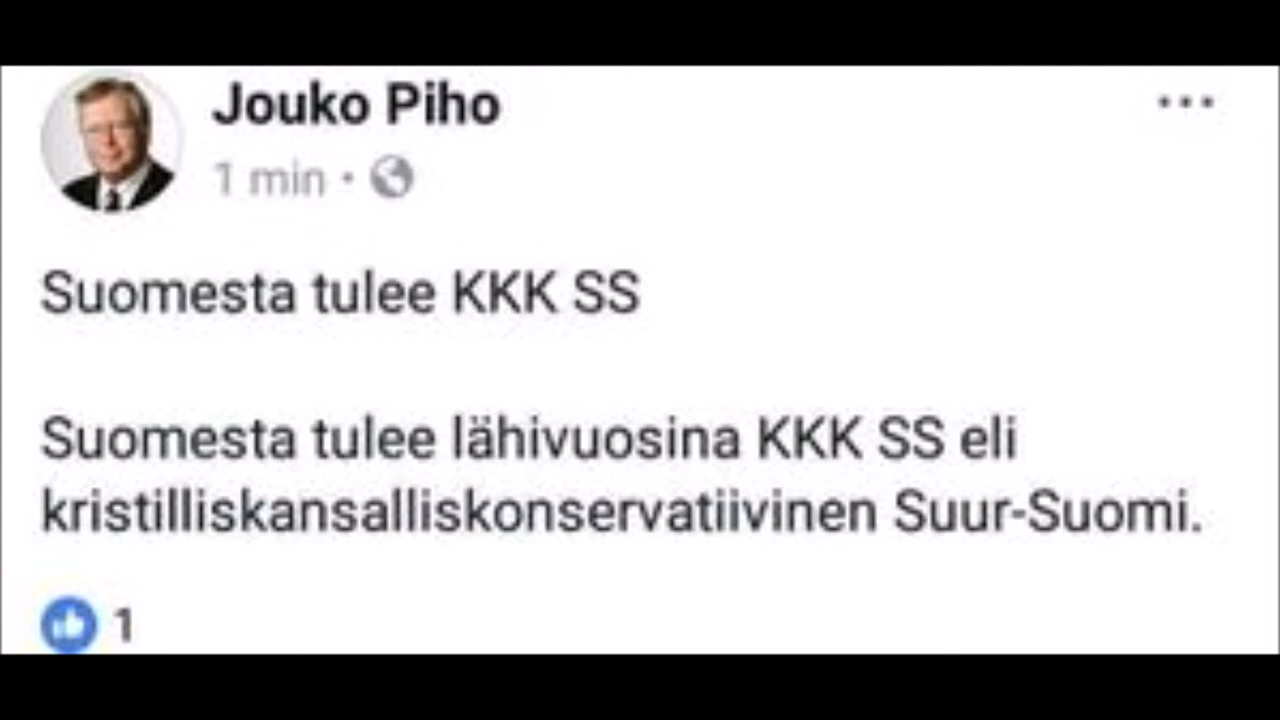 Jouko Piho
1 min ·
Suomesta tulee KKK SS
Suomesta tulee lähivuosina KKK SS eli
kristilliskansalliskonservatiivinen Suur-Suomi.
1